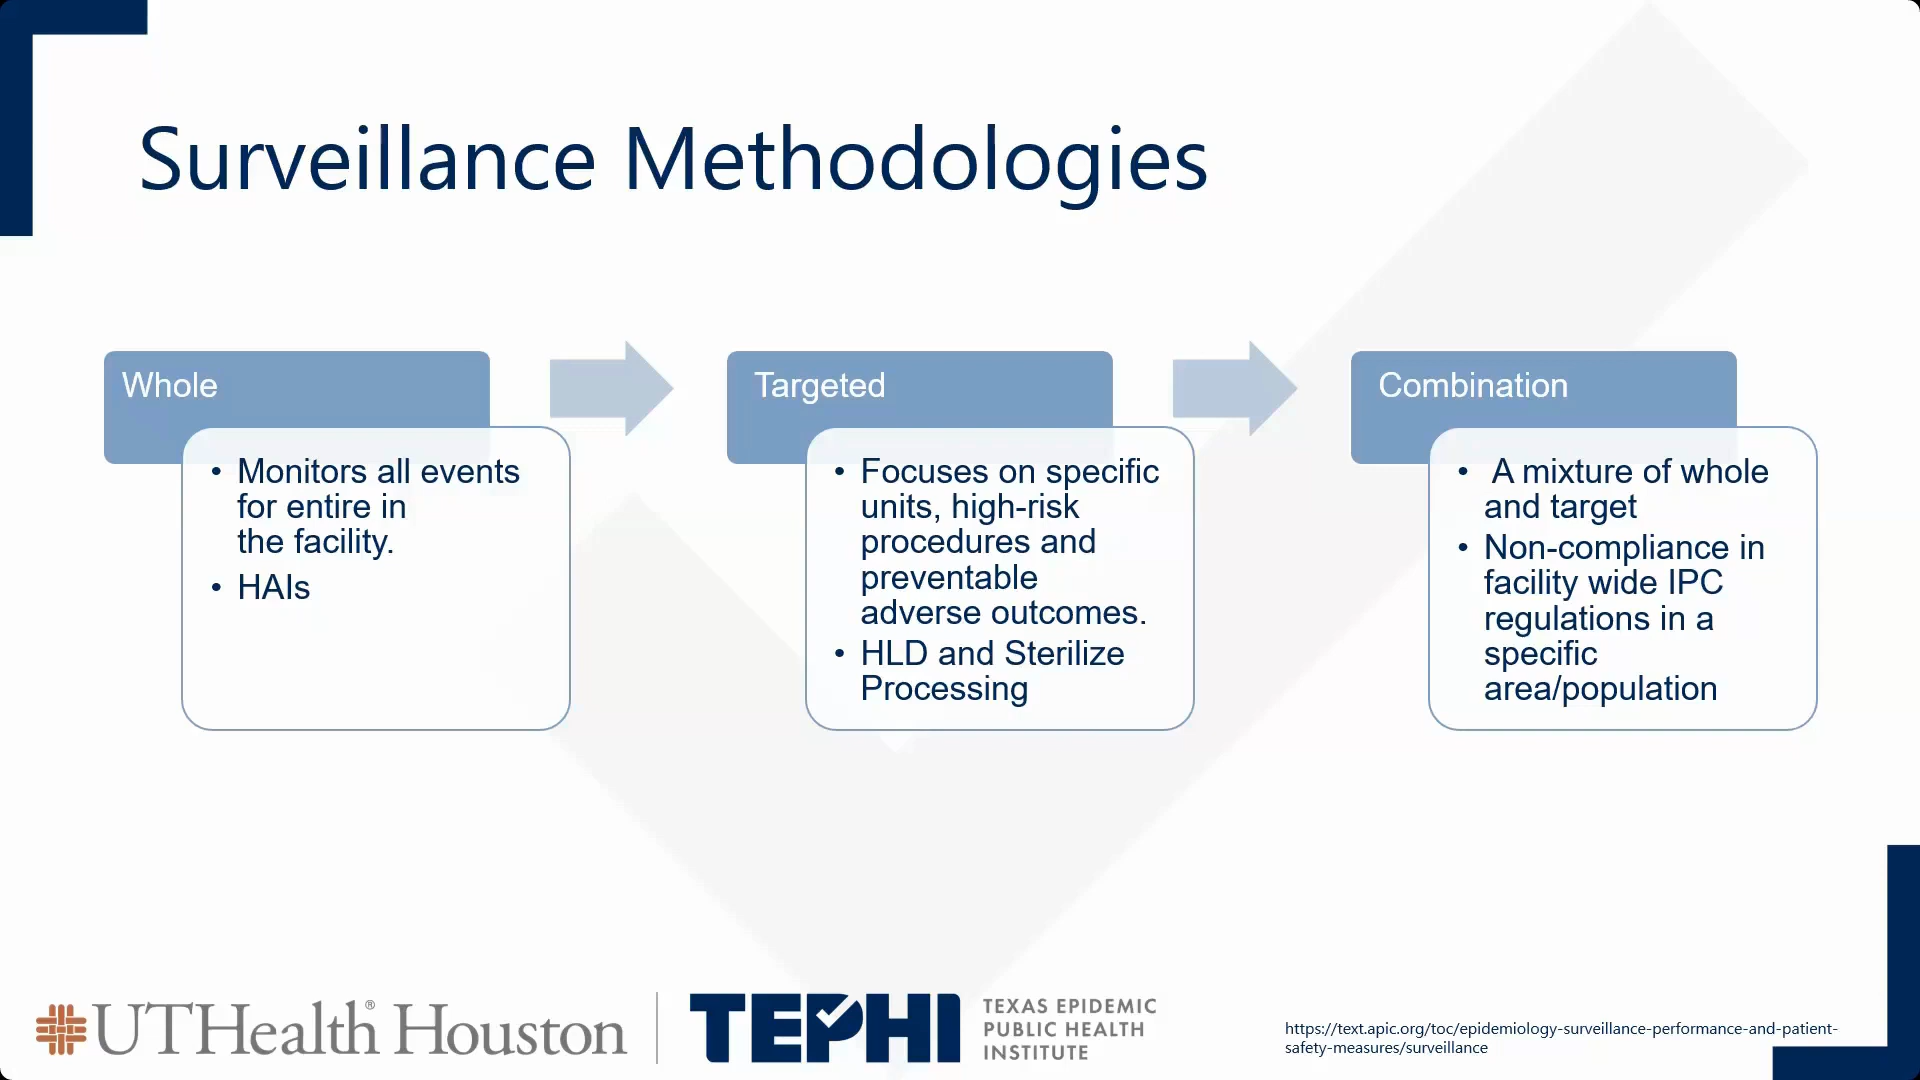 Surveillance Methodologies
Whole
• Monitors all events
for entire in
the facility.
• HAIs
Targeted
• Focuses on specific
units, high-risk
procedures and
preventable
adverse outcomes.
• HLD and Sterilize
Processing
Combination
• A mixture of whole
and target
• Non-compliance in
facility wide IPC
regulations in a
specific
area/population
UTHealth® Houston
TEPHI
TEXAS EPIDEMIC
PUBLIC HEALTH
INSTITUTE
https://text.apic.org/toc/epidemiology-surveillance-performance-and-patient-
safety-measures/surveillance